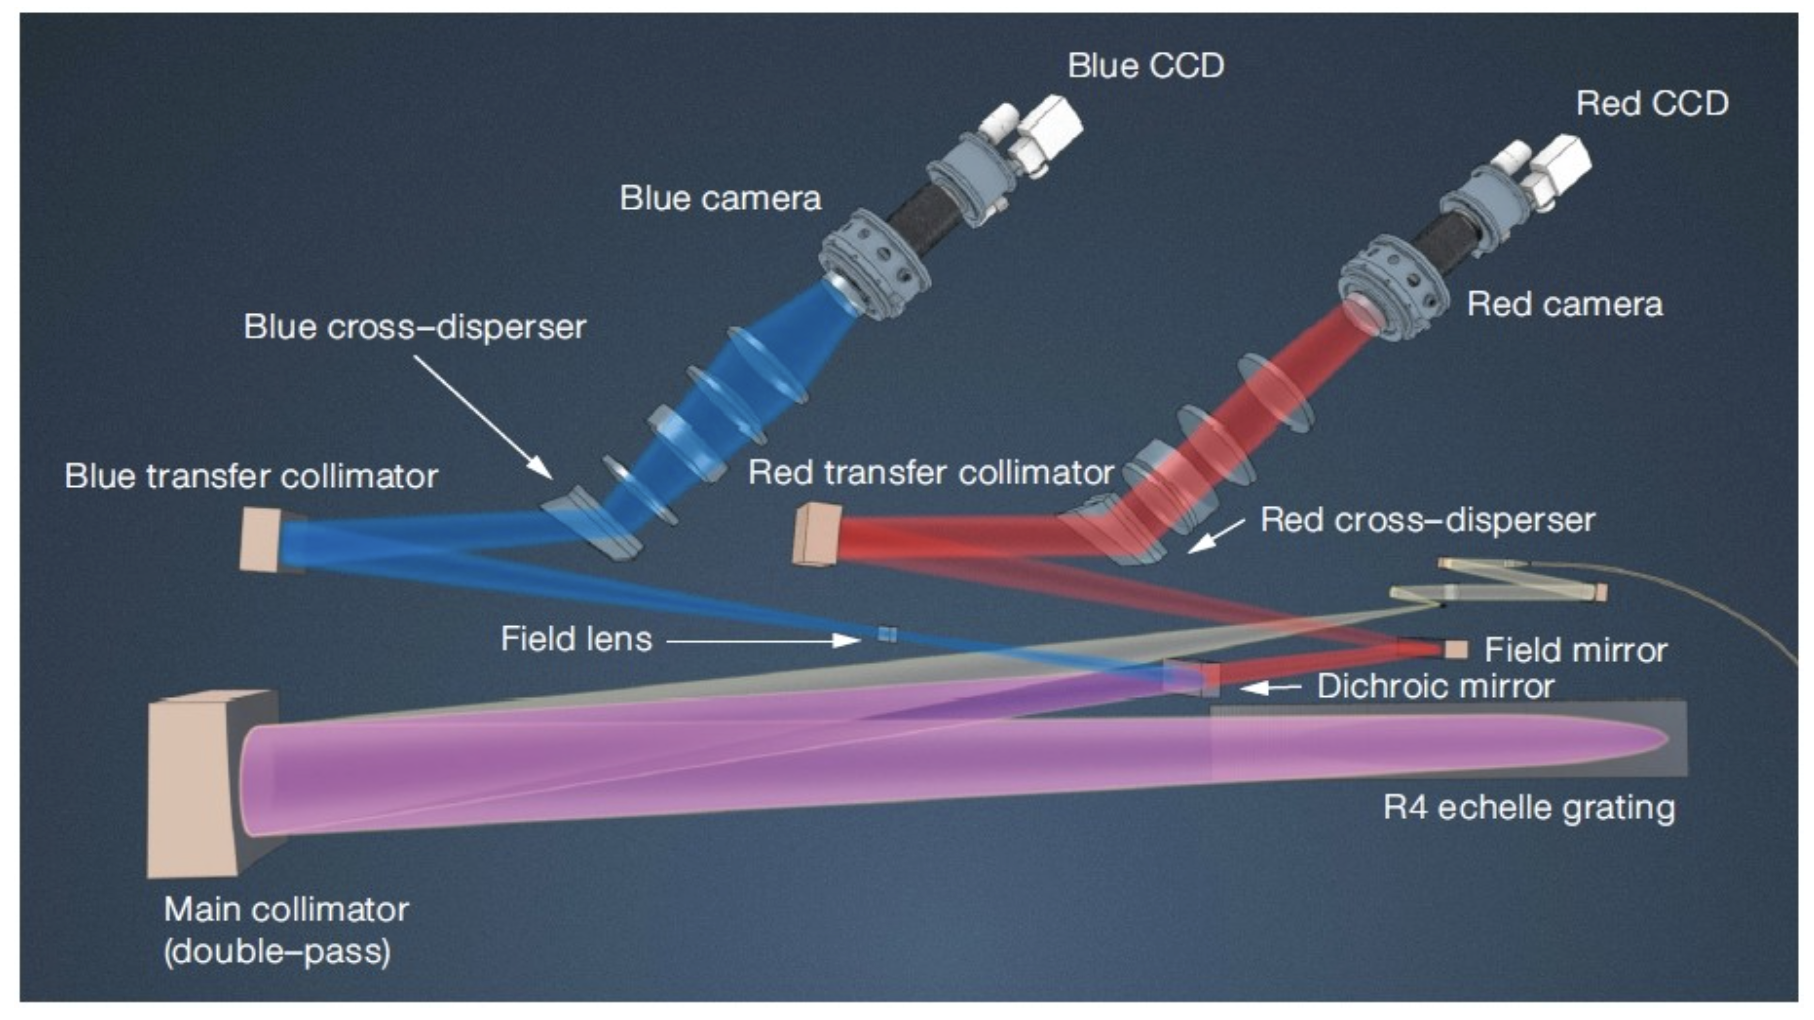 Blue CCD
Red CCD
Blue camera
Red camera
Blue cross–disperser
Blue transfer collimator
Red transfer collimator
Red cross–disperser
Field lens
Field mirror
Dichroic mirror
R4 echelle grating
Main collimator
(double–pass)